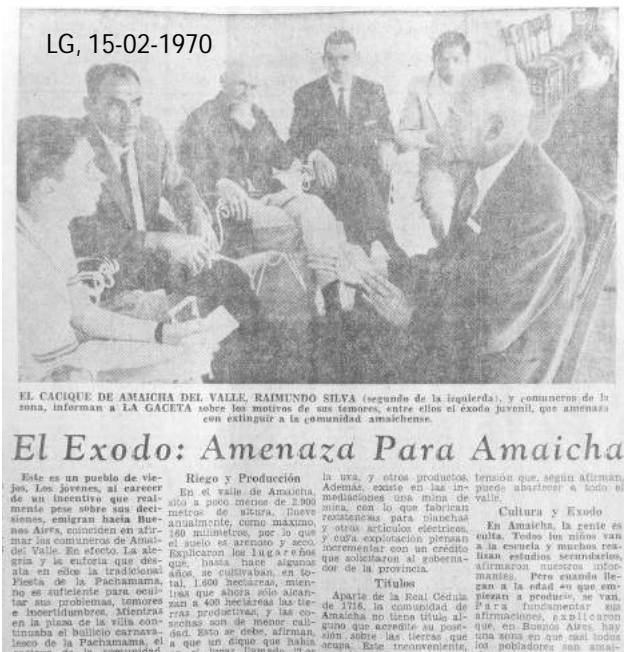 LG, 15-02-1970
EL CACIQUE DE AMAICHA DEL VALLE, RAIMUNDO SILVA (segundo de la izquierda), y comuneros de la
zona, informan a LA GACETA sobre los motivos de sus temores, entre ellos el éxodo juvenil, que amenaza
con extinguir a la comunidad amaichense.
El Exodo: Amenaza Para Amaicha
Este es un pueblo de vie-
jos. Los jóvenes, al carecer
de un incentivo que real-
mente pese sobre sus deci-
siones, emigran hacia Bue-
nos Aires, coinciden en afir-
mar los comuneros de Amai-
cha del Valle. En efecto. La ale-
gría y la euforia que des-
ata en ellos la tradicional
Fiesta de la Pachamama,
no es suficiente para ocul-
tar sus problemas, temores
e incertidumbres. Mientras
en la plaza de la villa con-
tinuaba el bullicio carnava-
lesco de la Pachamama, el
de la comunidad
Riego y Producción
En el valle de Amaicha,
sito a poco menos de 2.900
metros de altura, llueve
anualmente, como máximo,
160 milímetros, por lo que
el suelo es arenoso y seco.
Explicaron los lugareños
que, hasta hace algunos
años, se cultivaban, en to-
tal, 1.600 hectáreas, mien-
tras que ahora sólo alcan-
zan a 400 hectáreas las tie-
rras productivas, y las co-
sechas son de menor cali-
dad. Esto se debe, afirman,
a que un dique que había
lugar llamado
la uva, y otros productos.
Además, existe en las in-
mediaciones una mina de
mica, con lo que fabrican
resistencias para planchas
y otros artículos eléctricos,
y cuya explotación piensan
incrementar con un crédito
que solicitarán al goberna-
dor de la provincia.
Títulos
Aparte de la Real Cédula
de 1716, la comunidad de
Amaicha no tiene título al-
guno que acredite su pose-
sión sobre las tierras que
ocupa. Este inconveniente,
tensión que, según afirman,
puede abastecer a todo el
valle.
Cultura y Exodo
En Amaicha, la gente es
culta. Todos los niños van
a la escuela y muchos rea-
lizan estudios secundarios,
afirmaron nuestros infor-
mantes. Pero cuando lle-
gan a la edad en que em-
piezan a producir, se van.
Para fundamentar sus
afirmaciones, explicaron
que, en Buenos Aires, hay
una zona en que casi todos
los pobladores son amai-